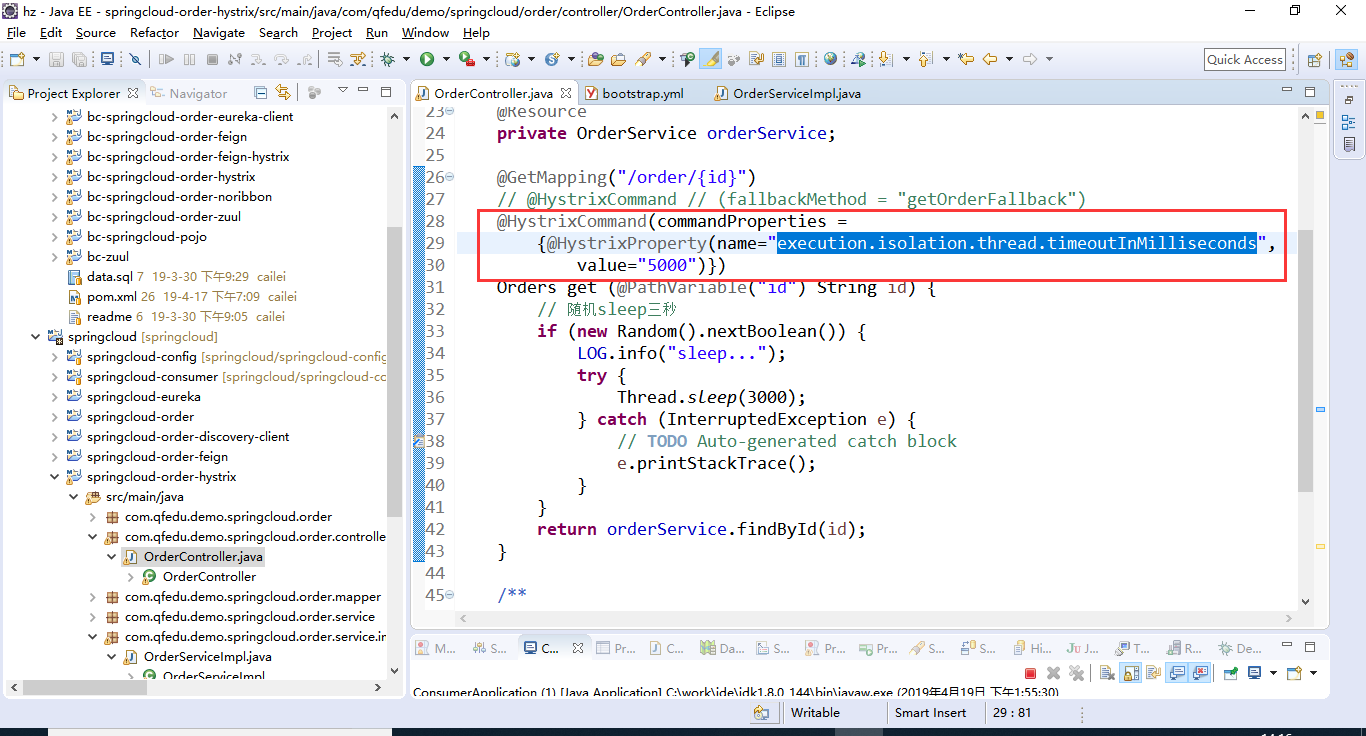 hz - Java EE - springcloud-order-hystrix/src/main/java/com/qfedu/demo/springcloud/order/controller/OrderController.java - Eclipse
File Edit Source Refactor Navigate Search Project Run Window Help
Quick Access
Project Explorer Navigator
bc-springcloud-order-eureka-client
bc-springcloud-order-feign
bc-springcloud-order-feign-hystrix
bc-springcloud-order-hystrix
bc-springcloud-order-noribbon
bc-springcloud-order-zuul
bc-springcloud-pojo
bc-zuul
data.sql 7 19-3-30 下午9:29 cailei
pom.xml 26 19-4-17 下午7:09 cailei
readme 6 19-3-30 下午9:05 cailei
springcloud [springcloud]
springcloud-config [springcloud/springcloud-config
springcloud-consumer [springcloud/springcloud-cc
springcloud-eureka
springcloud-order
springcloud-order-discovery-client
springcloud-order-feign
springcloud-order-hystrix
src/main/java
com.qfedu.demo.springcloud.order
com.qfedu.demo.springcloud.order.controlle
OrderController.java
OrderController
com.qfedu.demo.springcloud.order.mapper
com.qfedu.demo.springcloud.order.service
com.qfedu.demo.springcloud.order.service.ir
OrderServiceImpl.java
OrderServiceImpl
OrderController.java bootstrap.yml OrderServiceImpl.java
23 @Resource
24 private OrderService orderService;
25
26 @GetMapping("/order/{id}")
27 // @HystrixCommand // (fallbackMethod = "getOrderFallback")
28 @HystrixCommand(commandProperties =
29 {@HystrixProperty(name="execution.isolation.thread.timeoutInMilliseconds",
30 value="5000")})
31 Orders get (@PathVariable("id") String id) {
32 // 随机sleep三秒
33 if (new Random().nextBoolean()) {
34 LOG.info("sleep...");
35 try {
36 Thread.sleep(3000);
37 } catch (InterruptedException e) {
38 // TODO Auto-generated catch block
39 e.printStackTrace();
40 }
41 }
42 return orderService.findById(id);
43 }
44
45 /**
M... S... C... Pr... C... Da... S... Pr... Pr... S... S... Hi... Ju J... T... R... De...
ConsumerApplication (1) [Java Application] C:\work\ide\jdk1.8.0_144\bin\javaw.exe (2019年4月19日 下午1:55:30)
Writable Smart Insert 29 : 81